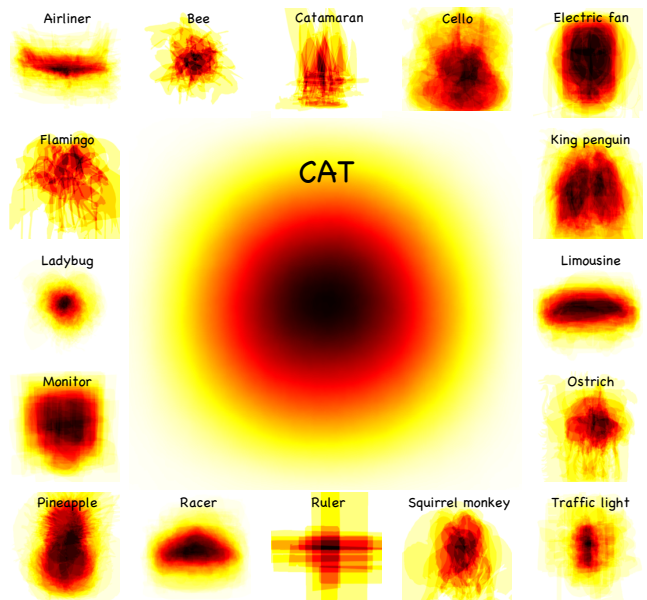 Airliner
Bee
Catamaran
Cello
Electric fan
Flamingo
King penguin
CAT
Ladybug
Limousine
Monitor
Ostrich
Pineapple
Racer
Ruler
Squirrel monkey
Traffic light